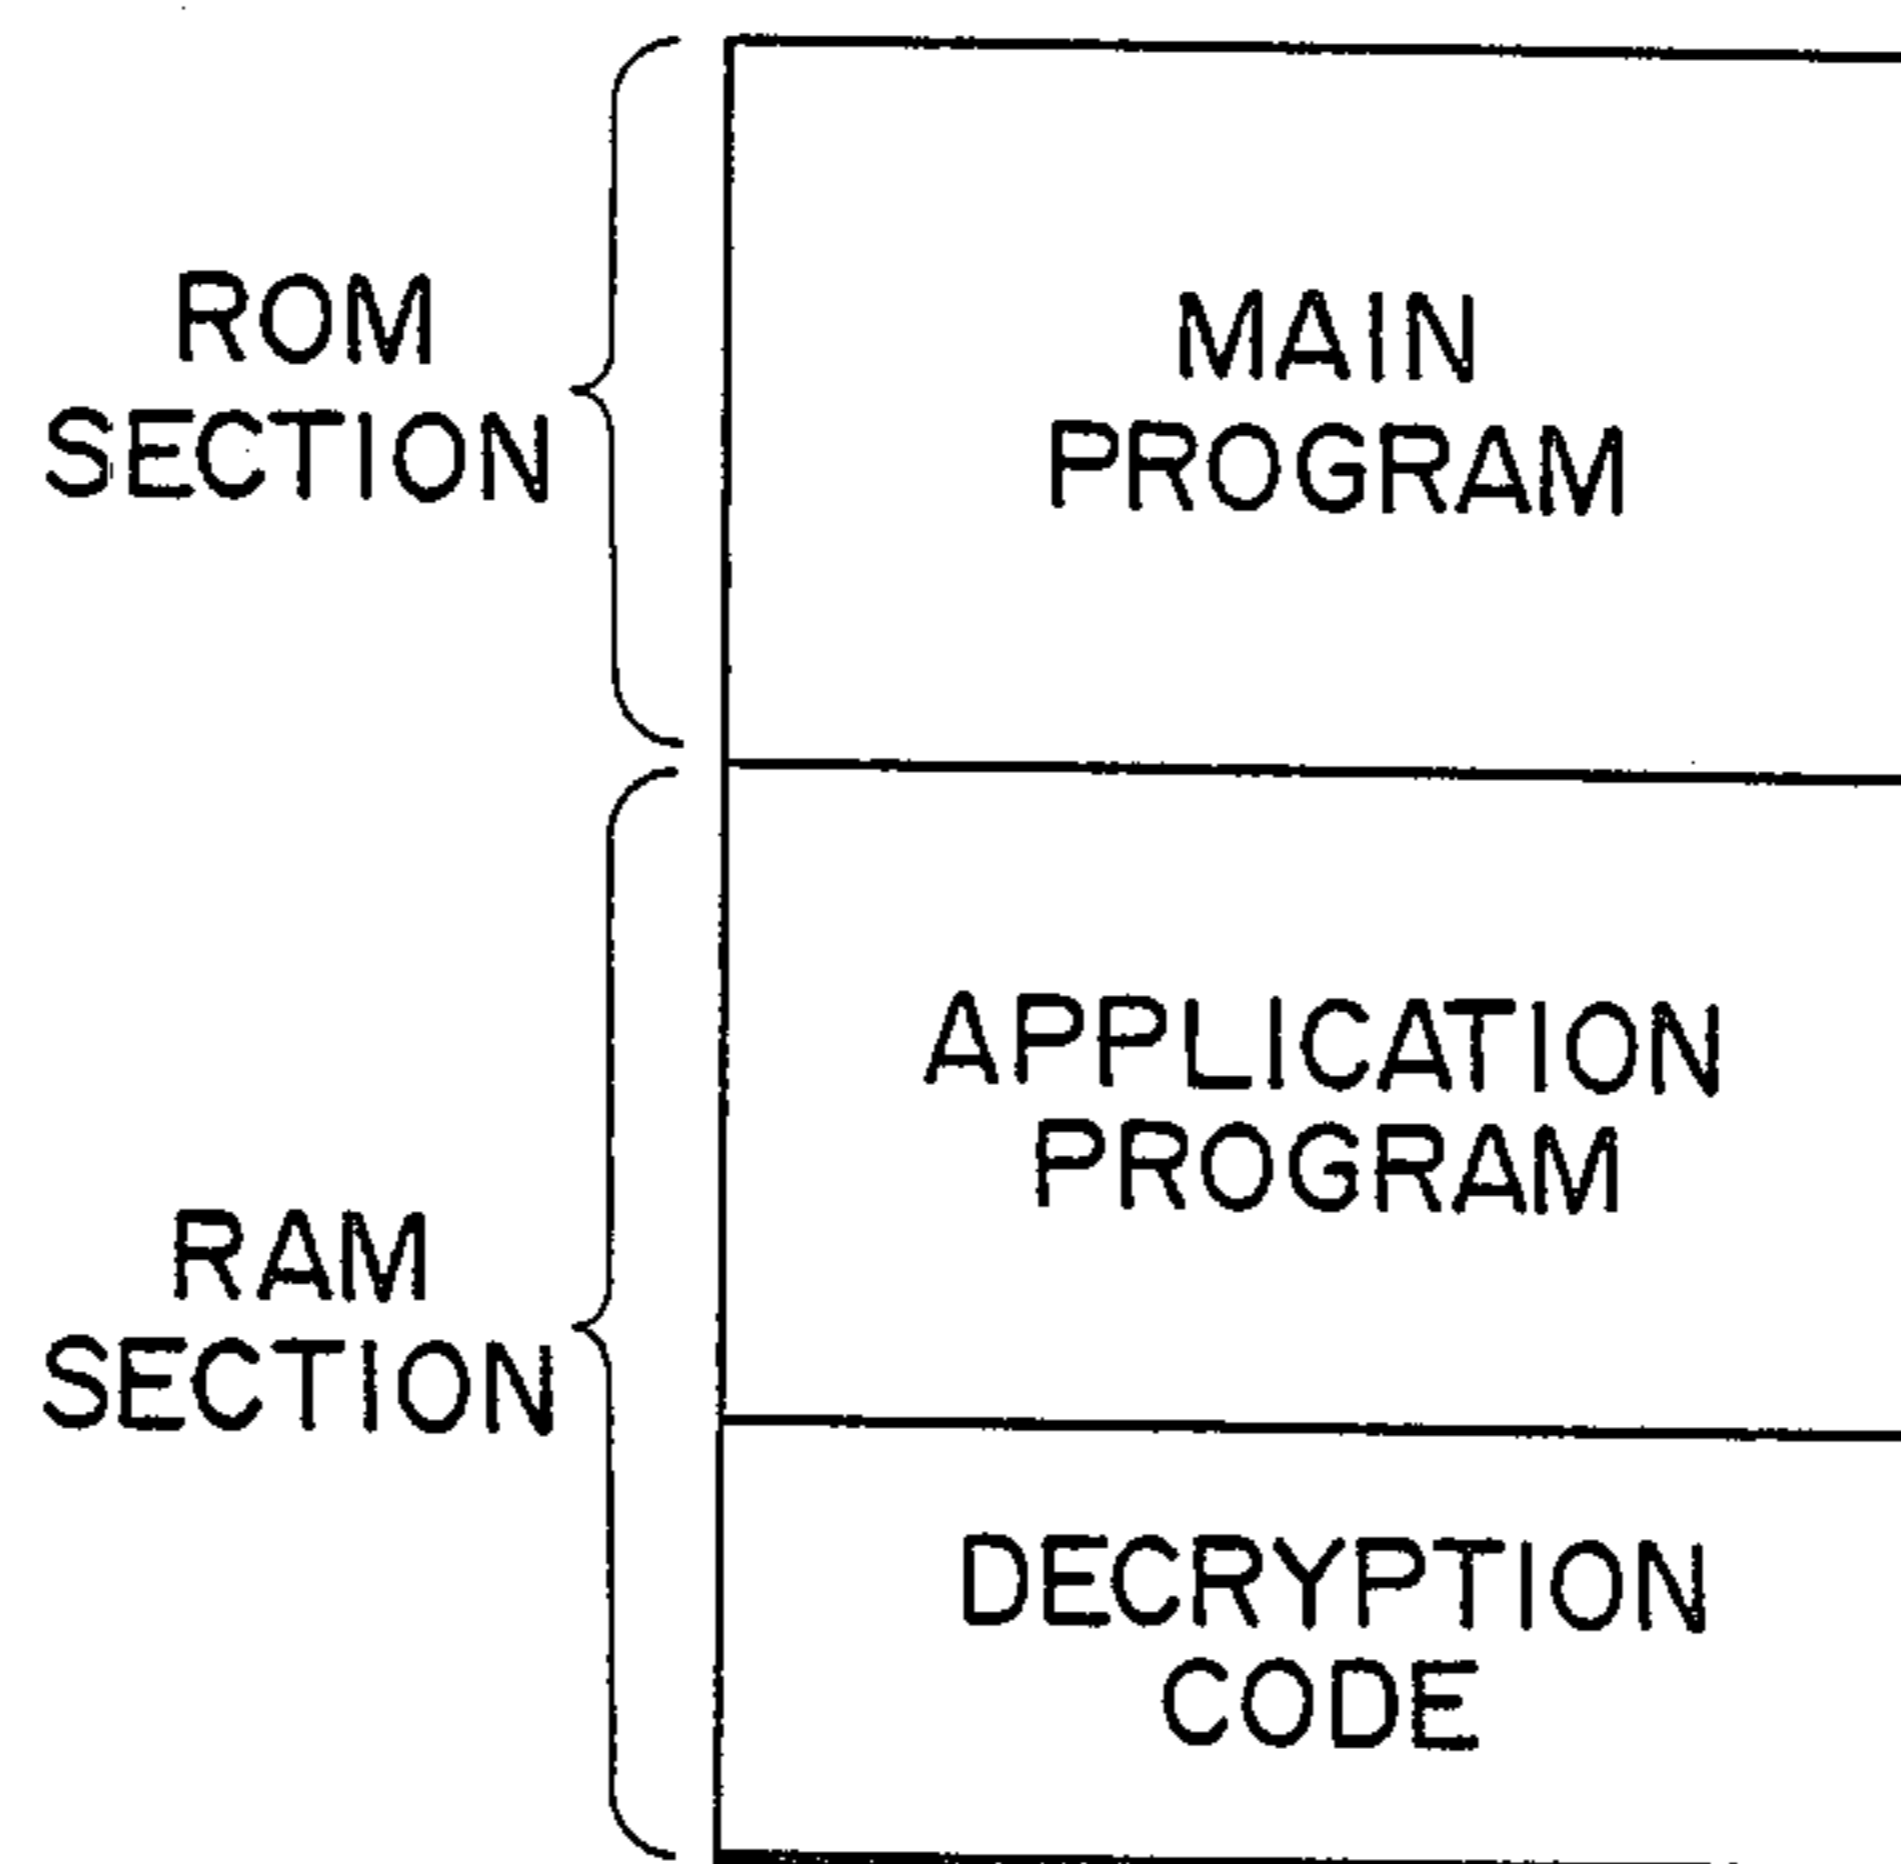 ROM
SECTION
MAIN
PROGRAM
RAM
SECTION
APPLICATION
PROGRAM
DECRYPTION
CODE